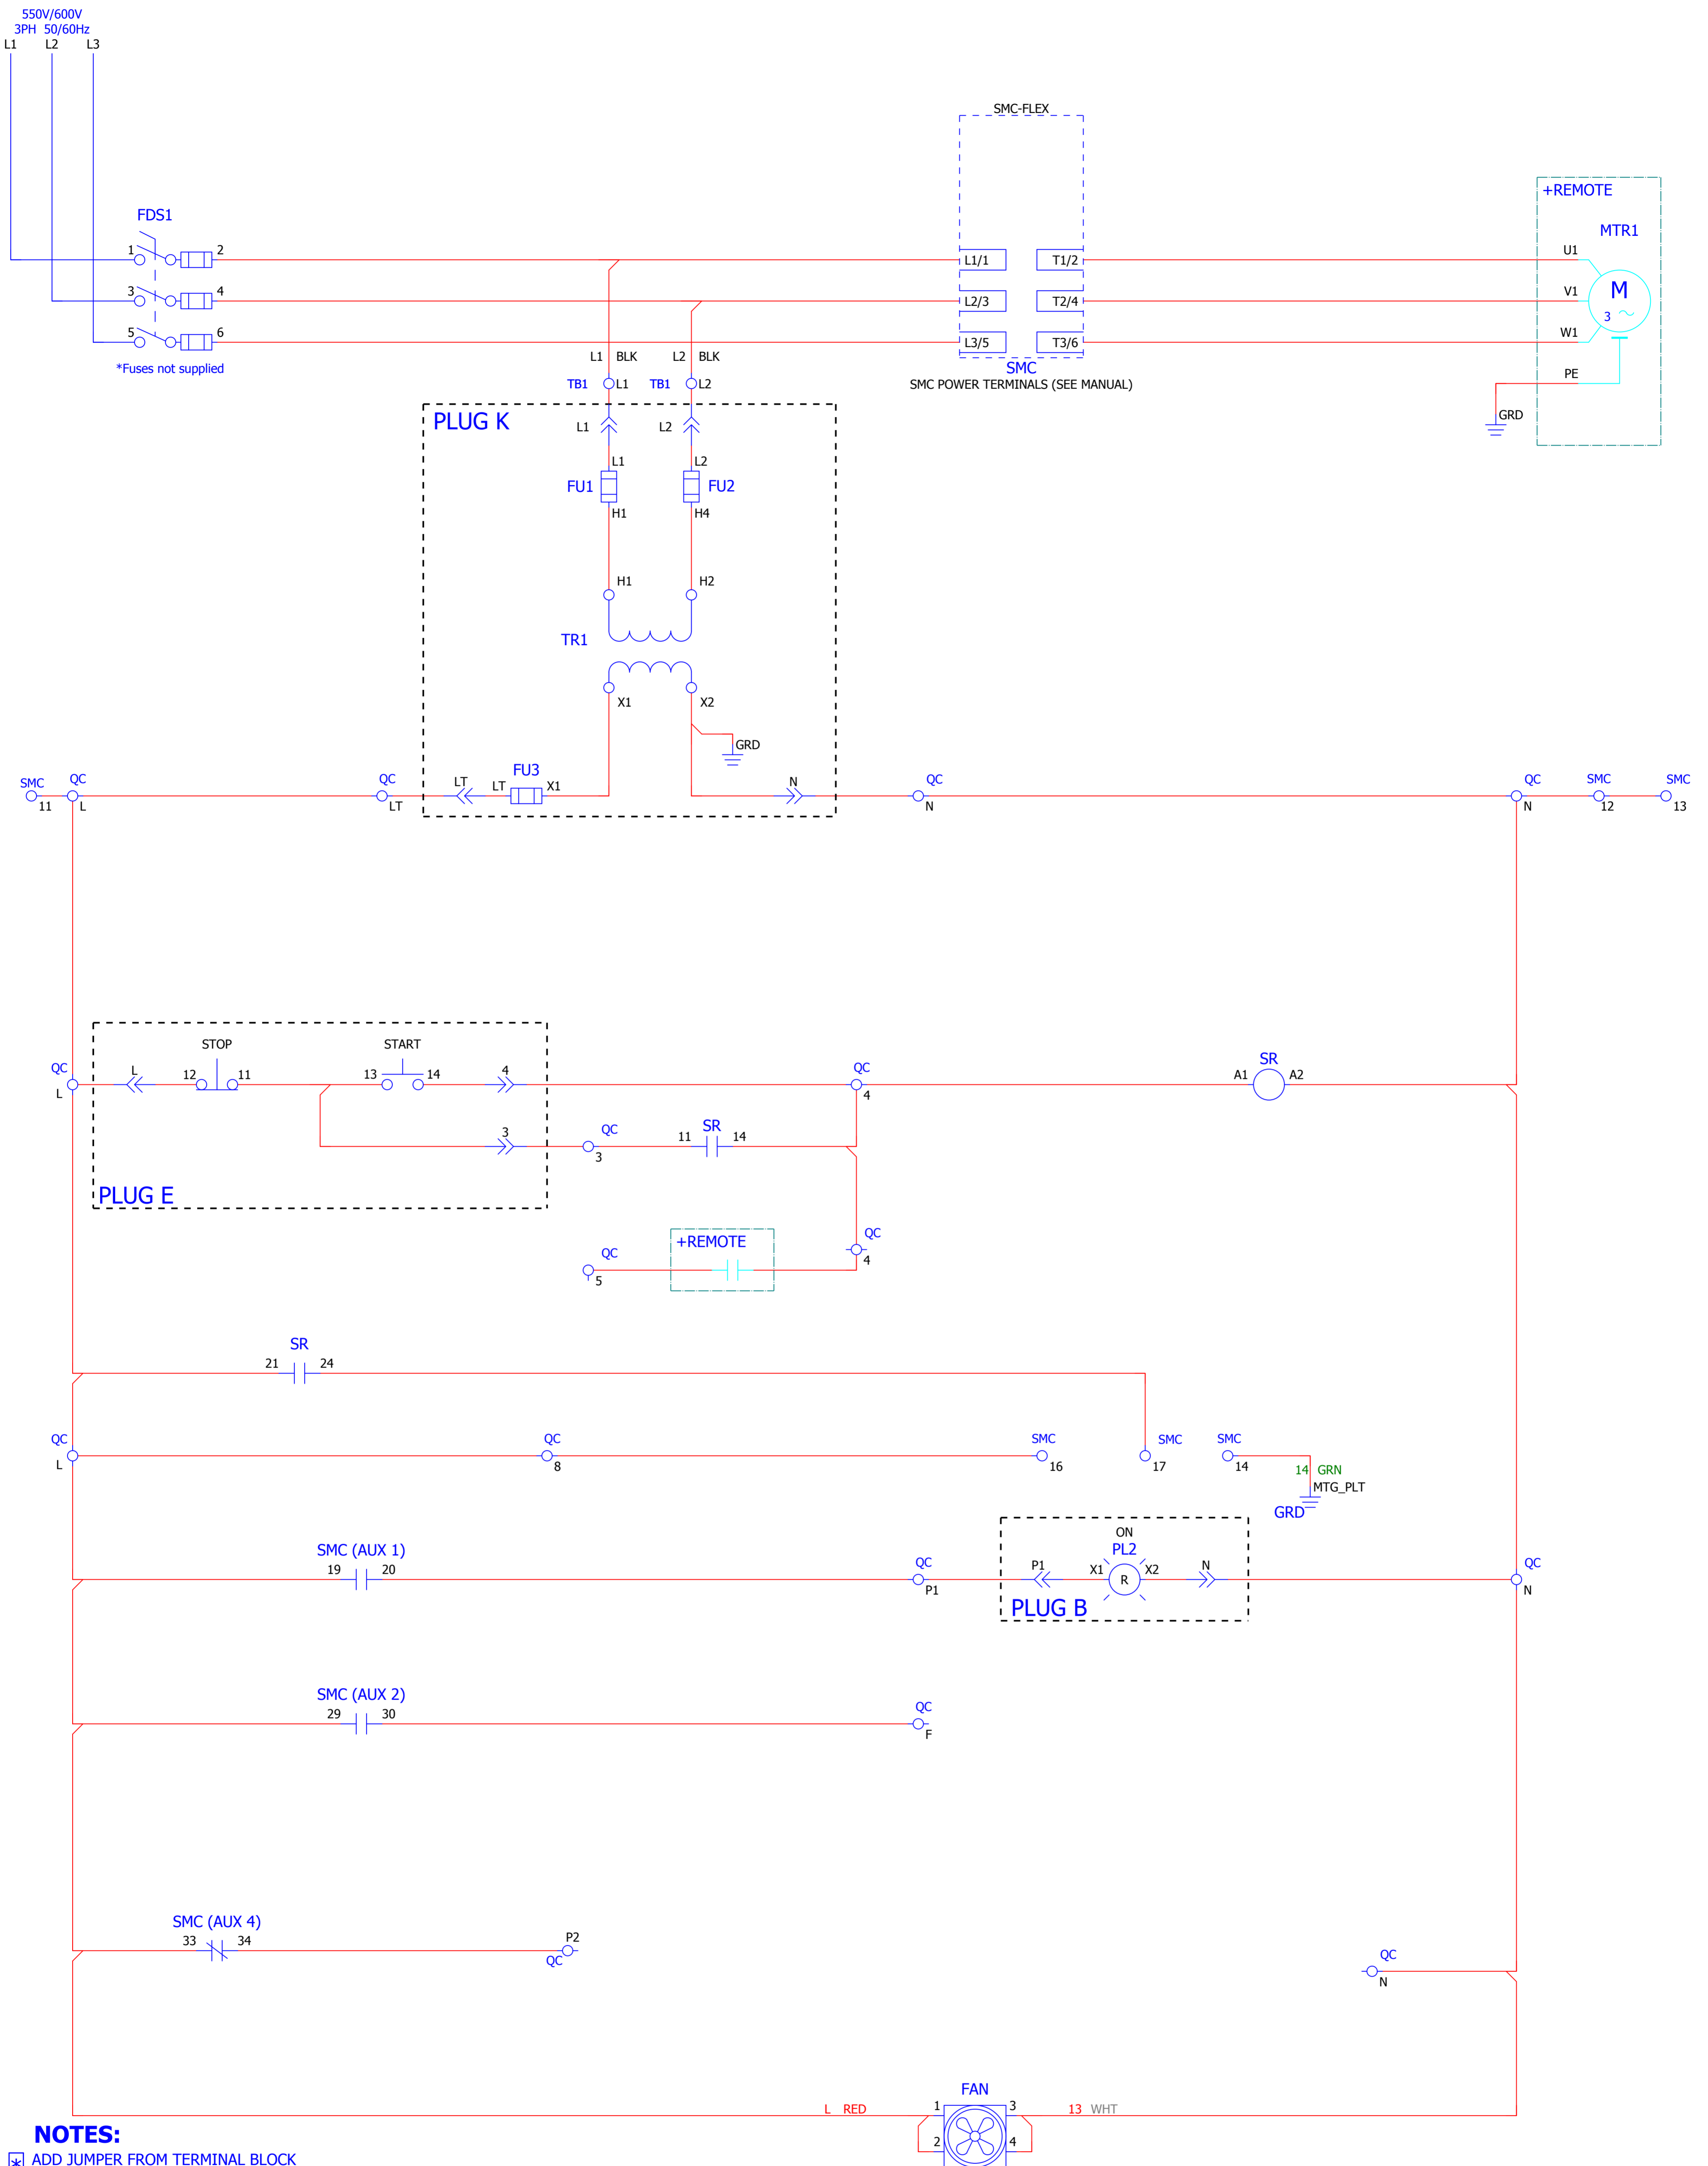 550V/600V
3PH 50/60Hz
L1 L2 L3
SMC-FLEX
+REMOTE
FDS1
MTR1
1 2 L1/1 T1/2 U1
3 4 L2/3 T2/4 V1 M
3
5 6 L3/5 T3/6 W1
*Fuses not supplied
L1 BLK L2 BLK
SMC
SMC POWER TERMINALS (SEE MANUAL)
PE
TB1 L1 TB1 L2
GRD
PLUG K
L1 L2
L1 L2
FU1 FU2
H1 H4
H1 H2
TR1
X1 X2
GRD
SMC QC QC LT LT FU3 X1 N QC QC SMC SMC
11 L LT N N 12 13
STOP START
QC L 12 11 13 14 4 QC A1 SR A2
L 4
3 QC 11 SR 14
3
PLUG E
+REMOTE
QC QC
5 4
SR
21 24
QC QC SMC SMC SMC
L 8 16 17 14
14 GRN
MTG_PLT
GRD
ON
PL2
SMC (AUX 1)
19 20 QC P1 X1 R X2 N QC
P1 N
PLUG B
SMC (AUX 2)
29 30 QC
F
SMC (AUX 4)
33 34 P2
QC
QC
N
FAN
L RED 1 3 13 WHT
2 4
NOTES:
* ADD JUMPER FROM TERMINAL BLOCK